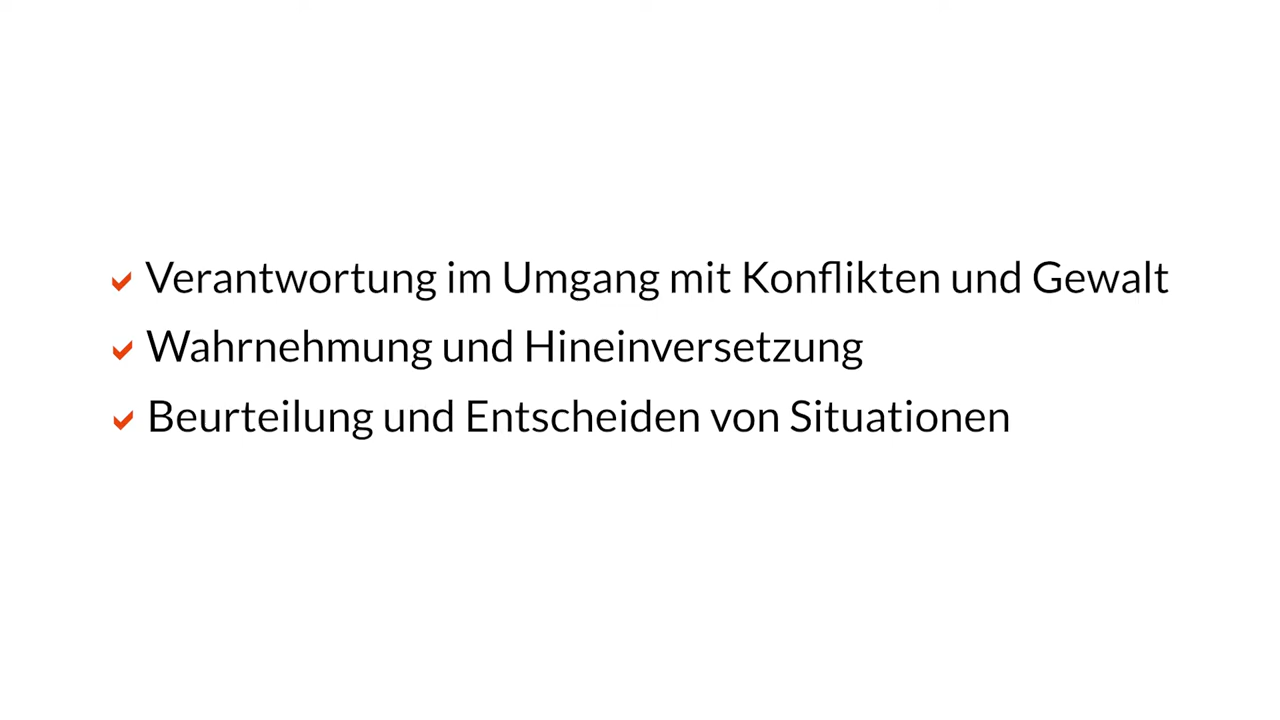 Verantwortung im Umgang mit Konflikten und Gewalt
Wahrnehmung und Hineinversetzung
Beurteilung und Entscheiden von Situationen